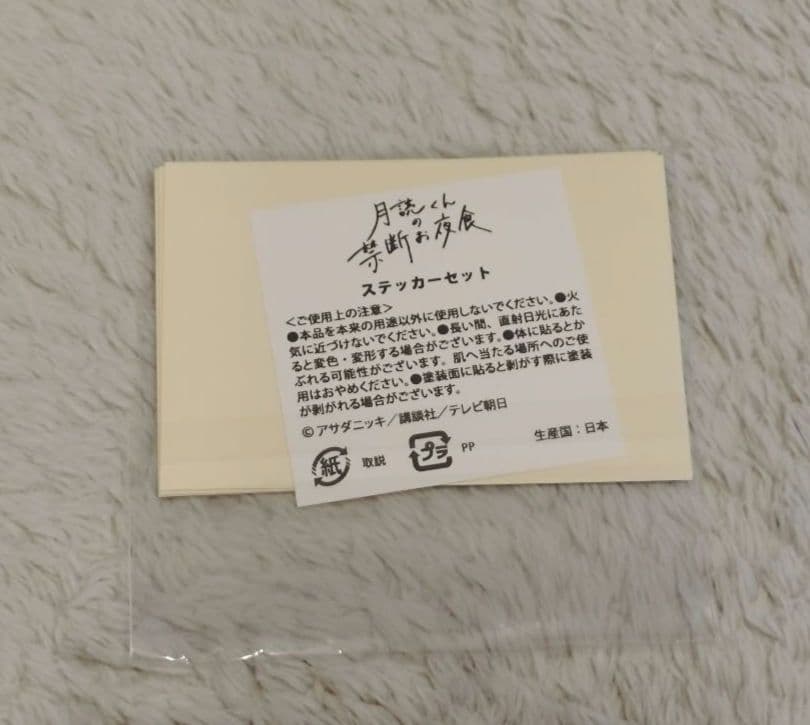 月読くん
の
禁断お夜食
ステッカーセット
<ご使用上の注意>
●本品を本来の用途以外に使用しないでください。●火
気に近づけないでください。●長い間、直射日光にあた
ると変色・変形する場合がございます。●体に貼るとか
ぶれる可能性がございます。肌へ当たる場所へのご使
用はおやめください。●塗装面に貼ると剥がす際に塗装
が剥がれる場合がございます。
©アサダニッキ/講談社/テレビ朝日
紙 取説 プラ PP 生産国:日本